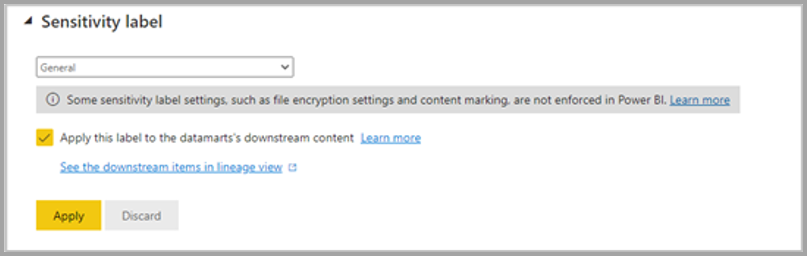 Sensitivity label
General
Some sensitivity label settings, such as file encryption settings and content marking, are not enforced in Power BI. Learn more
Apply this label to the datamarts's downstream content Learn more
See the downstream items in lineage view
Apply Discard